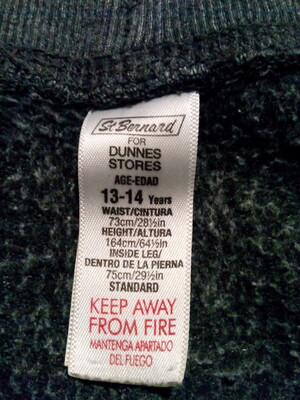 St Bernard
FOR
DUNNES
STORES
AGE-EDAD
13-14 Years
WAIST/CINTURA
73cm/28½in
HEIGHT/ALTURA
164cm/64½in
INSIDE LEG/
DENTRO DE LA PIERNA
75cm/29½in
STANDARD
KEEP AWAY
FROM FIRE
MANTENGA APARTADO
DEL FUEGO